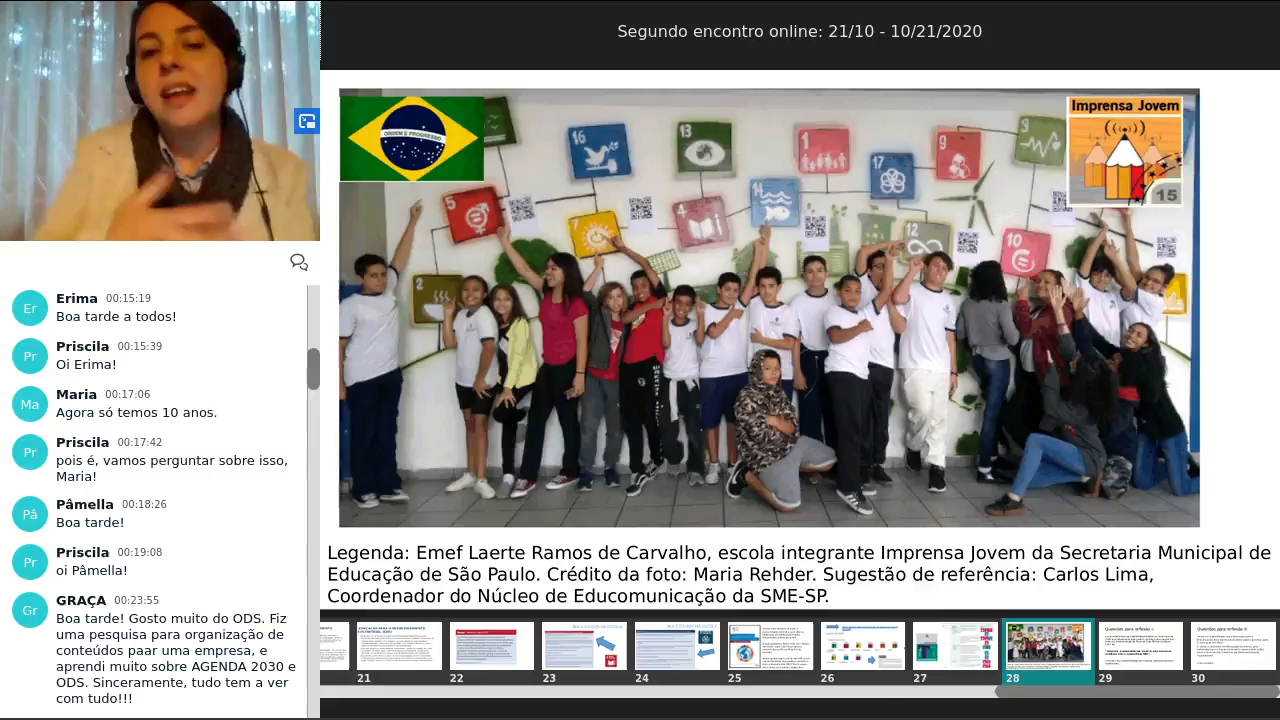 Segundo encontro online: 21/10 - 10/21/2020
ORDEM E PROGRESSO
Imprensa Jovem
15
16
13
1
17
9
3
5
7
4
14
12
10
2
Er
Erima 00:15:19
Boa tarde a todos!
Pr
Priscila 00:15:39
Oi Erima!
Ma
Maria 00:17:06
Agora só temos 10 anos.
Pr
Priscila 00:17:42
pois é, vamos perguntar sobre isso,
Maria!
Pâ
Pâmella 00:18:26
Boa tarde!
Pr
Priscila 00:19:08
oi Pâmella!
Gr
GRAÇA 00:23:55
Boa tarde! Gosto muito do ODS. Fiz
uma pesquisa para organização de
conteúdos paar uma empresa, e
aprendi muito sobre AGENDA 2030 e
ODS. Sinceramente, tudo tem a ver
com tudo!!!
Legenda: Emef Laerte Ramos de Carvalho, escola integrante Imprensa Jovem da Secretaria Municipal de
Educação de São Paulo. Crédito da foto: Maria Rehder. Sugestão de referência: Carlos Lima,
Coordenador do Núcleo de Educomunicação da SME-SP.
21
22
23
24
25
26
27
28
29
30